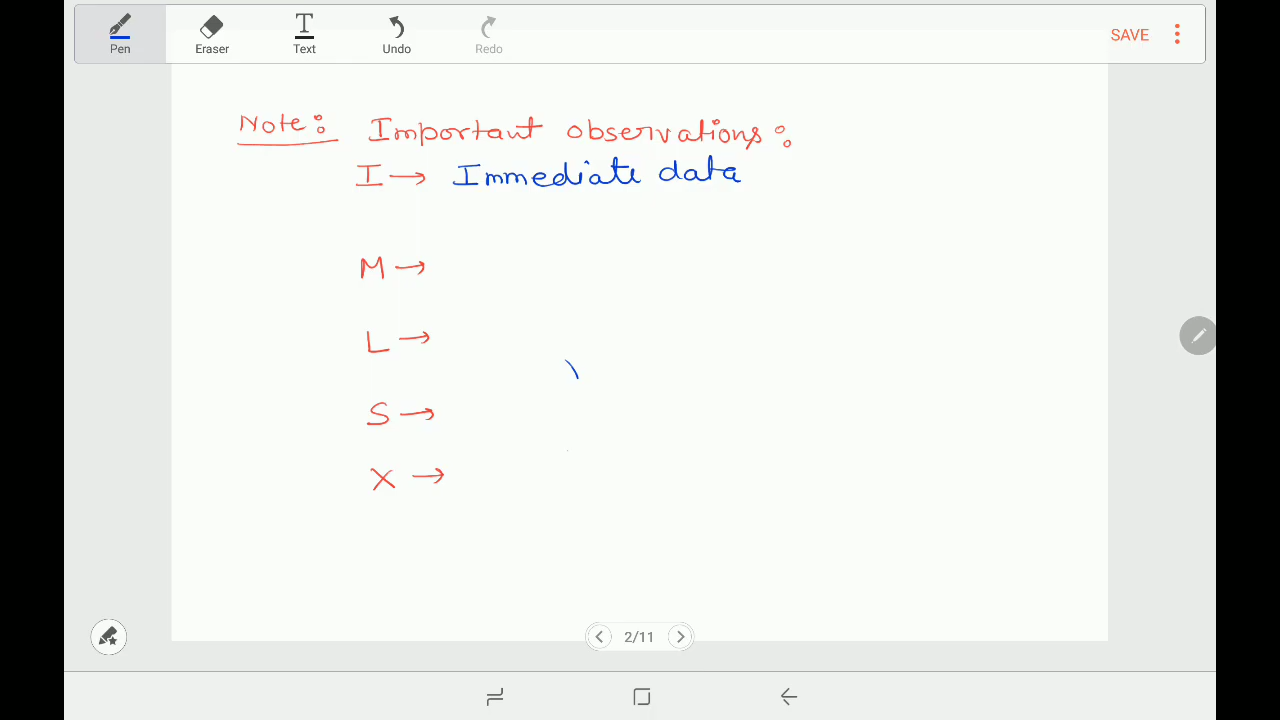 Pen Eraser Text Undo Redo SAVE
Note: Important observations:
I → Immediate data
M →
L →
S →
X →
2/11